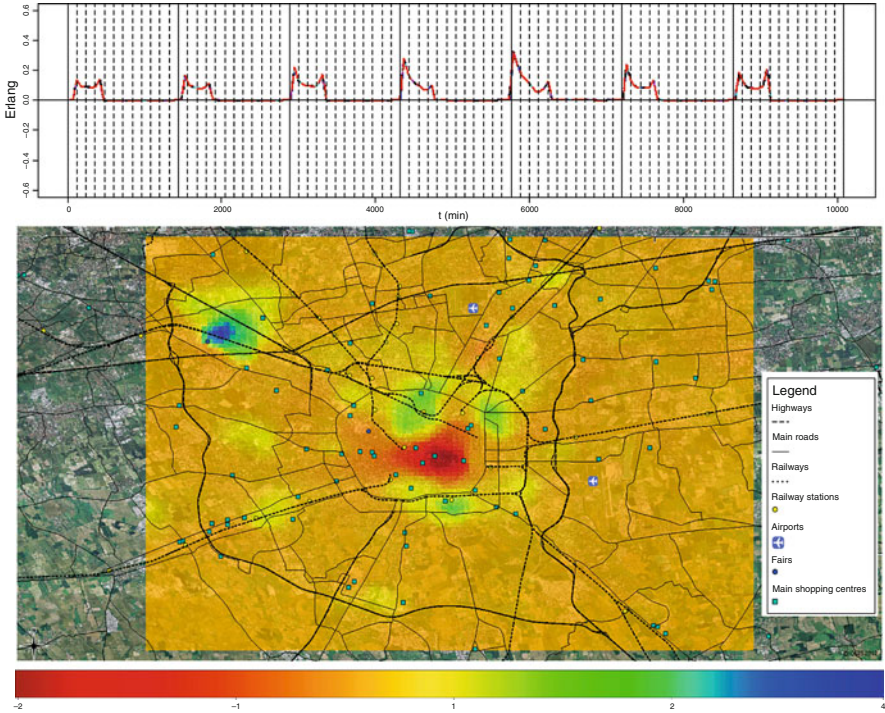 0.6
0.4
0.2
0.0
−0.2
−0.4
−0.6
Erlang
0
2000
4000
6000
8000
10000
t (min)
Legend
Highways
Main roads
Railways
Railway stations
Airports
Fairs
Main shopping centres
−2
−1
1
2
4